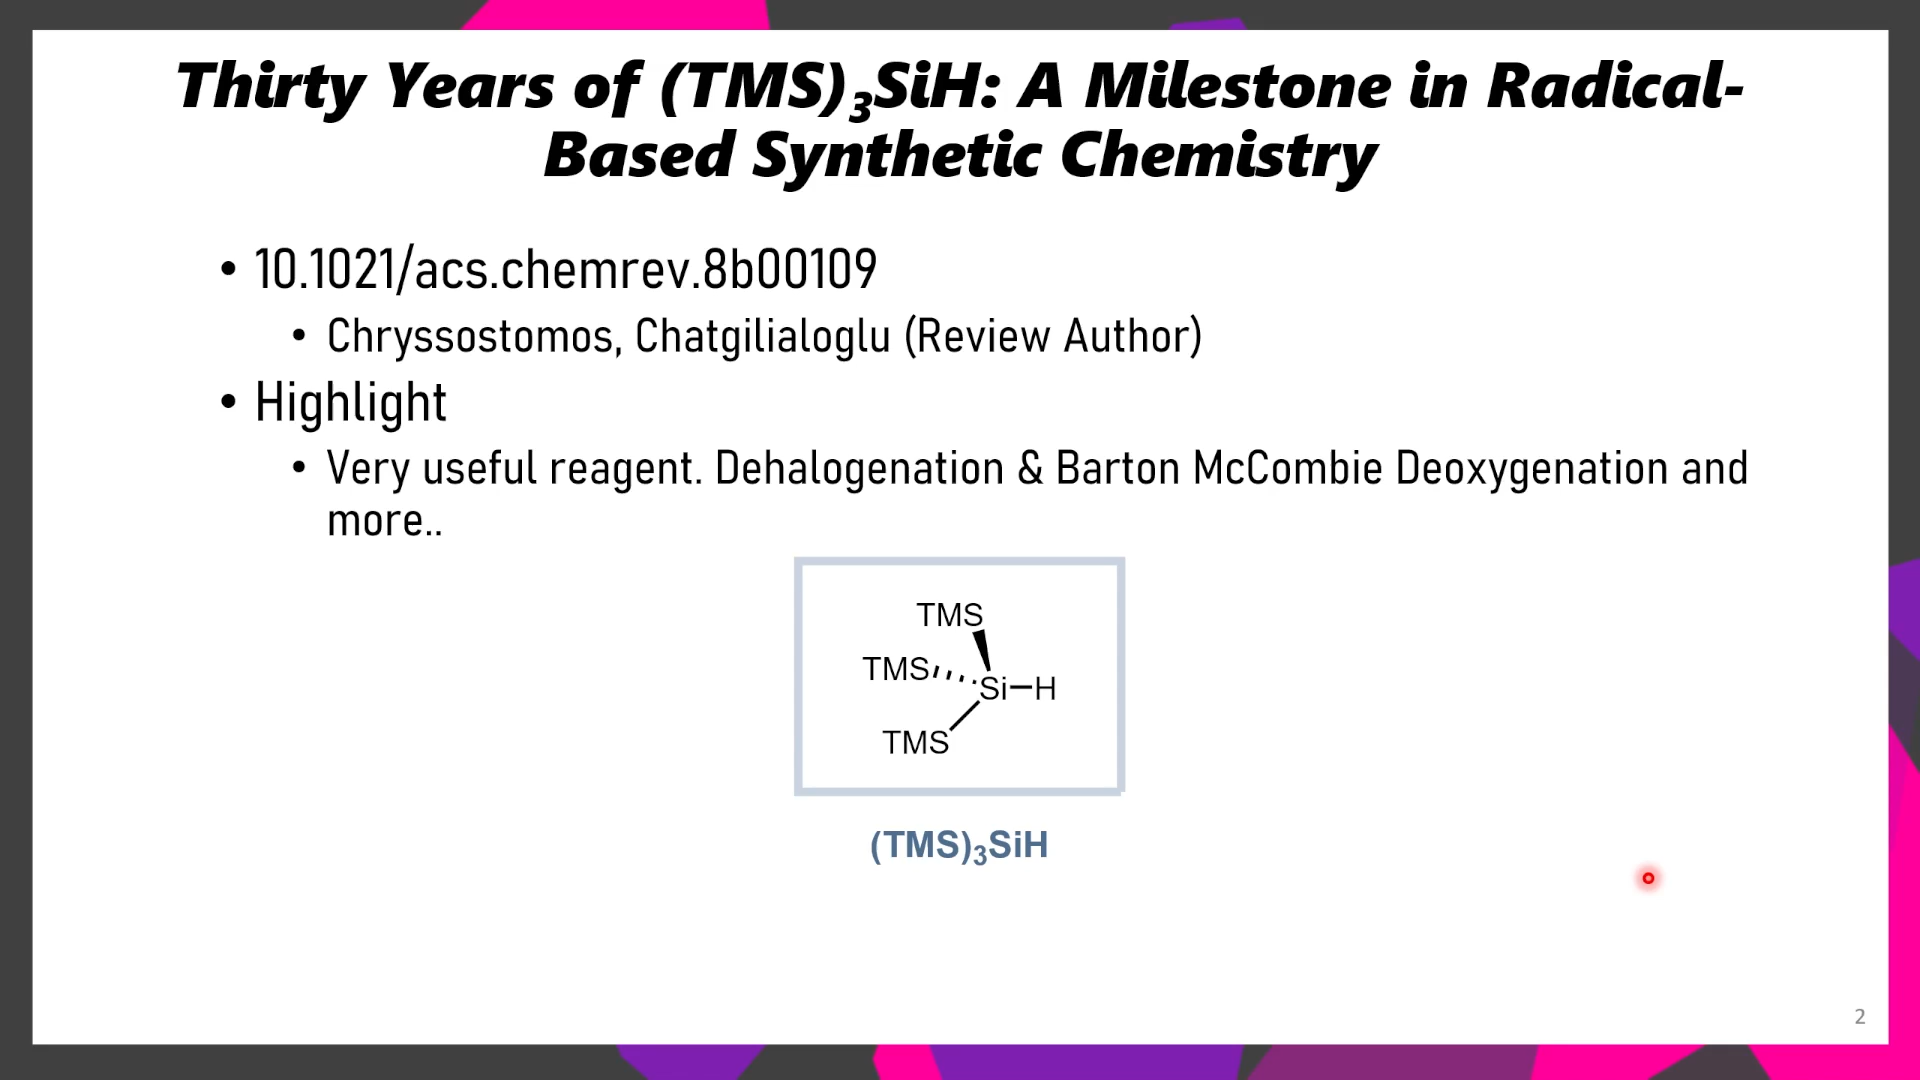 Thirty Years of (TMS)₃SiH: A Milestone in Radical-
Based Synthetic Chemistry
• 10.1021/acs.chemrev.8b00109
• Chryssostomos, Chatgilialoglu (Review Author)
• Highlight
• Very useful reagent. Dehalogenation & Barton McCombie Deoxygenation and
more..
TMS
TMS
Si–H
TMS
(TMS)₃SiH
2